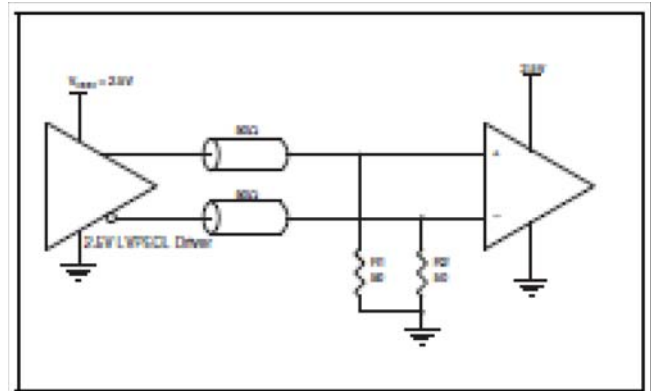 = 2.5V
2.5V
50Ω
50Ω
+
−
2.5V LVPECL Driver
R1
50
R2
50